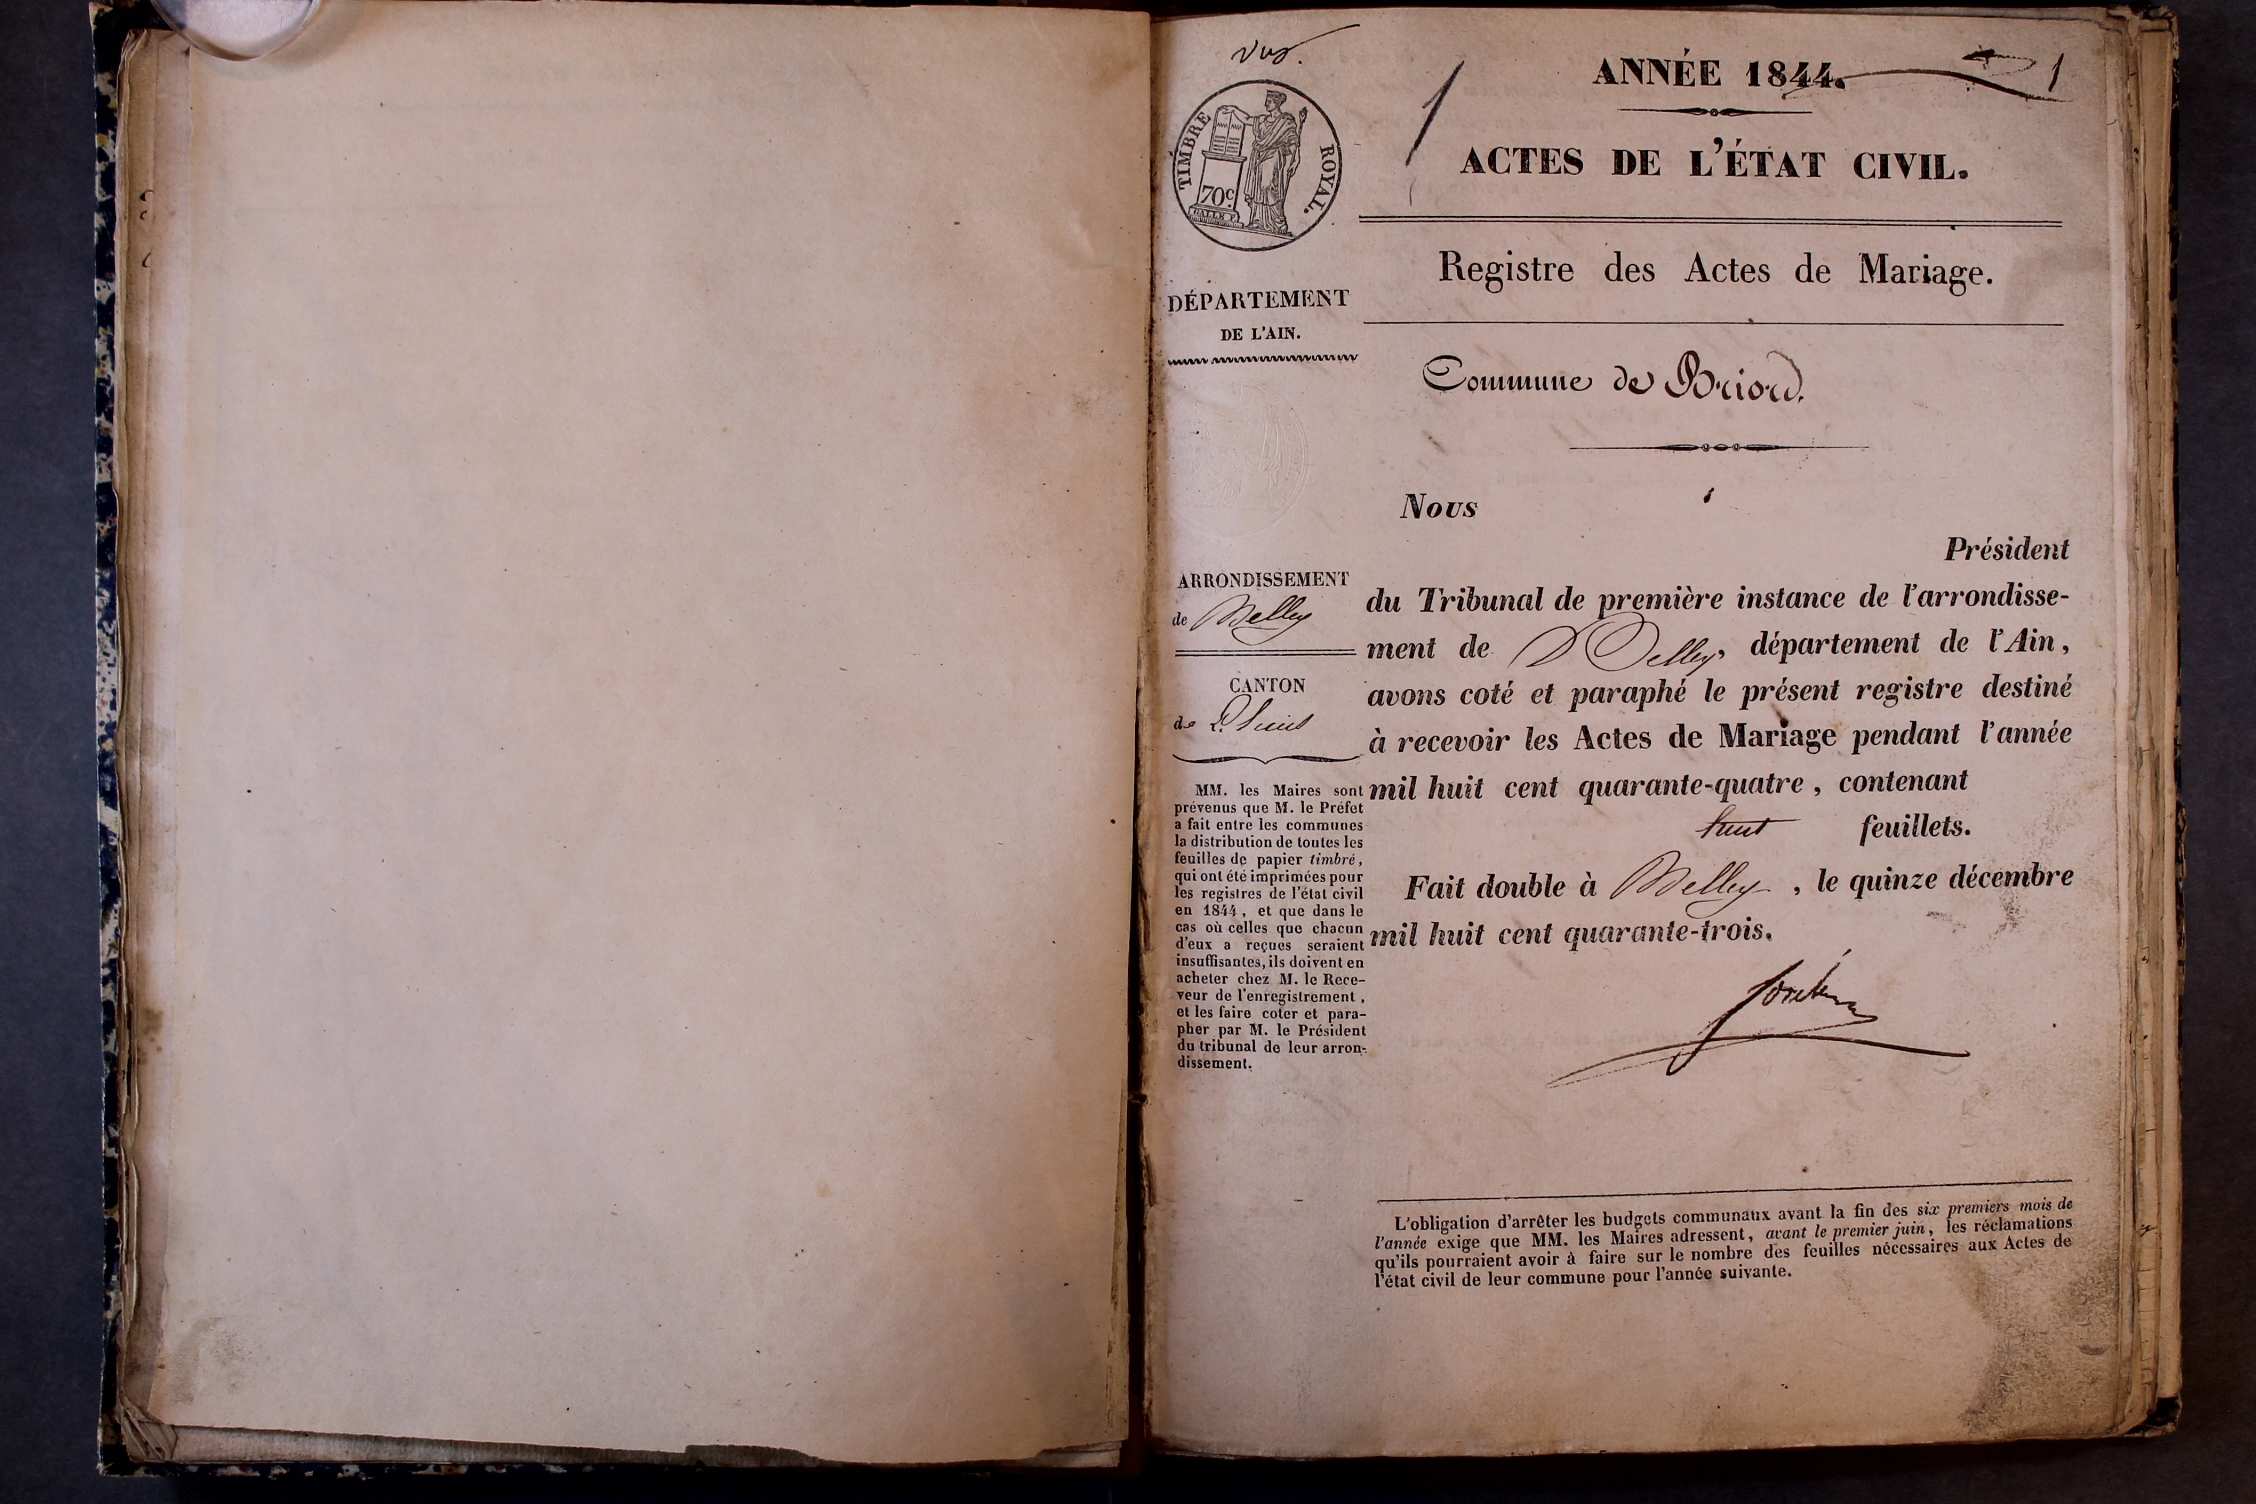 vus.
ANNÉE 1844.
1
1
ACTES DE L'ÉTAT CIVIL.
TIMBRE ROYAL.
70c.
Registre des Actes de Mariage.
DÉPARTEMENT
DE L'AIN.
Commune de Briord.
Nous
Président
du Tribunal de première instance de l'arrondisse-
ment de Belley, département de l'Ain,
avons coté et paraphé le présent registre destiné
à recevoir les Actes de Mariage pendant l'année
mil huit cent quarante-quatre, contenant
huit feuillets.
Fait double à Belley, le quinze décembre
mil huit cent quarante-trois.
ARRONDISSEMENT
de Belley
CANTON
de Lhuis
MM. les Maires sont
prévenus que M. le Préfet
a fait entre les communes
la distribution de toutes les
feuilles de papier timbré,
qui ont été imprimées pour
les registres de l'état civil
en 1844, et que dans le
cas où celles que chacun
d'eux a reçues seraient
insuffisantes, ils doivent en
acheter chez M. le Rece-
veur de l'enregistrement,
et les faire coter et para-
pher par M. le Président
du tribunal de leur arron-
dissement.
L'obligation d'arrêter les budgets communaux avant la fin des six premiers mois de
l'année exige que MM. les Maires adressent, avant le premier juin, les réclamations
qu'ils pourraient avoir à faire sur le nombre des feuilles nécessaires aux Actes de
l'état civil de leur commune pour l'année suivante.